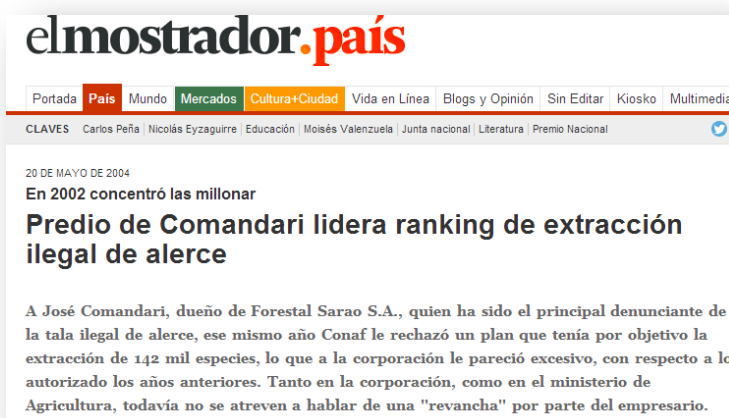 elmostrador.país
Portada País Mundo Mercados Cultura+Ciudad Vida en Línea Blogs y Opinión Sin Editar Kiosko Multimedia
CLAVES Carlos Peña Nicolás Eyzaguirre Educación Moisés Valenzuela Junta nacional Literatura Premio Nacional
20 DE MAYO DE 2004
En 2002 concentró las millonar
Predio de Comandari lidera ranking de extracción
ilegal de alerce
A José Comandari, dueño de Forestal Sarao S.A., quien ha sido el principal denunciante de
la tala ilegal de alerce, ese mismo año Conaf le rechazó un plan que tenía por objetivo la
extracción de 142 mil especies, lo que a la corporación le pareció excesivo, con respecto a lo
autorizado los años anteriores. Tanto en la corporación, como en el ministerio de
Agricultura, todavía no se atreven a hablar de una "revancha" por parte del empresario.